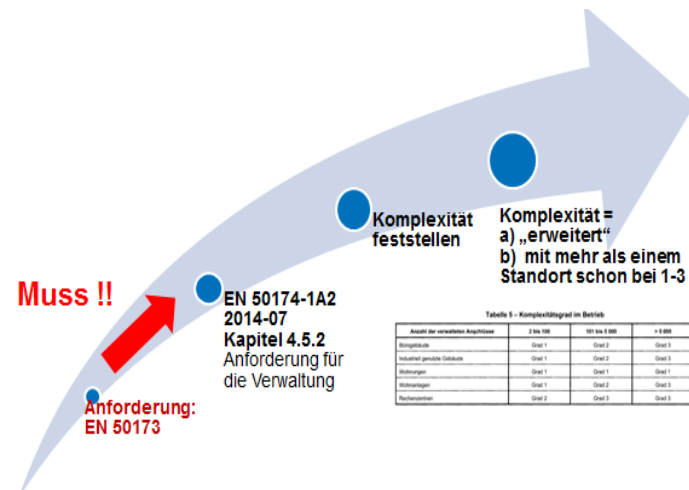 Muss !!
Anforderung:
EN 50173
EN 50174-1A2
2014-07
Kapitel 4.5.2
Anforderung für
die Verwaltung
Komplexität
feststellen
Komplexität =
a) „erweitert“
b) mit mehr als einem
Standort schon bei 1-3
Tabelle 5 – Komplexitätsgrad im Betrieb
Anzahl der verwalteten Anschlüsse 2 bis 100 101 bis 5 000 > 5 000
Bürogebäude Grad 1 Grad 2 Grad 3
Industriell genutzte Gebäude Grad 1 Grad 2 Grad 3
Wohnungen Grad 1 Grad 1 Grad 1
Wohnanlagen Grad 1 Grad 2 Grad 3
Rechenzentren Grad 2 Grad 3 Grad 3